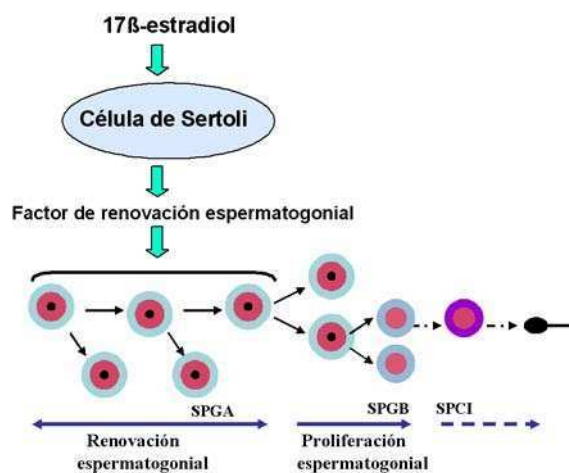 17ß-estradiol
Célula de Sertoli
Factor de renovación espermatogonial
SPGA
SPGB
SPCI
Renovación
espermatogonial
Proliferación
espermatogonial